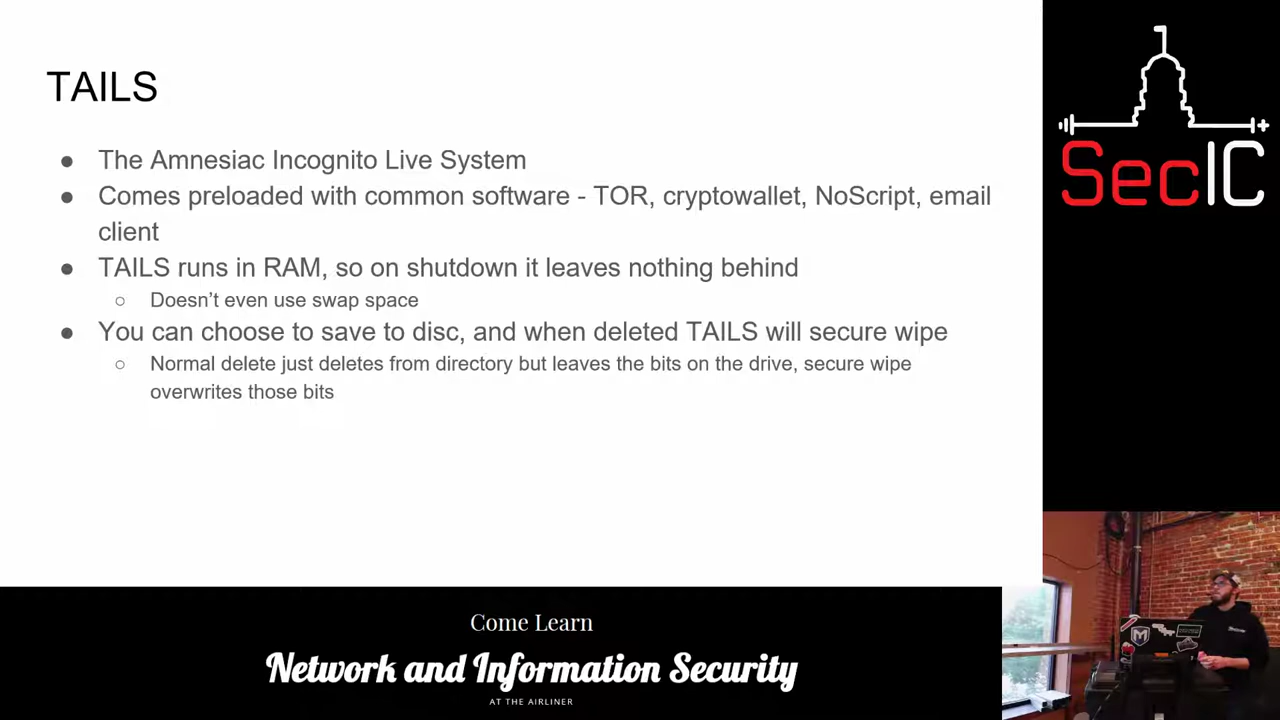 TAILS
● The Amnesiac Incognito Live System
● Comes preloaded with common software - TOR, cryptowallet, NoScript, email
client
● TAILS runs in RAM, so on shutdown it leaves nothing behind
○ Doesn’t even use swap space
● You can choose to save to disc, and when deleted TAILS will secure wipe
○ Normal delete just deletes from directory but leaves the bits on the drive, secure wipe
overwrites those bits
SecIC
Come Learn
Network and Information Security
AT THE AIRLINER